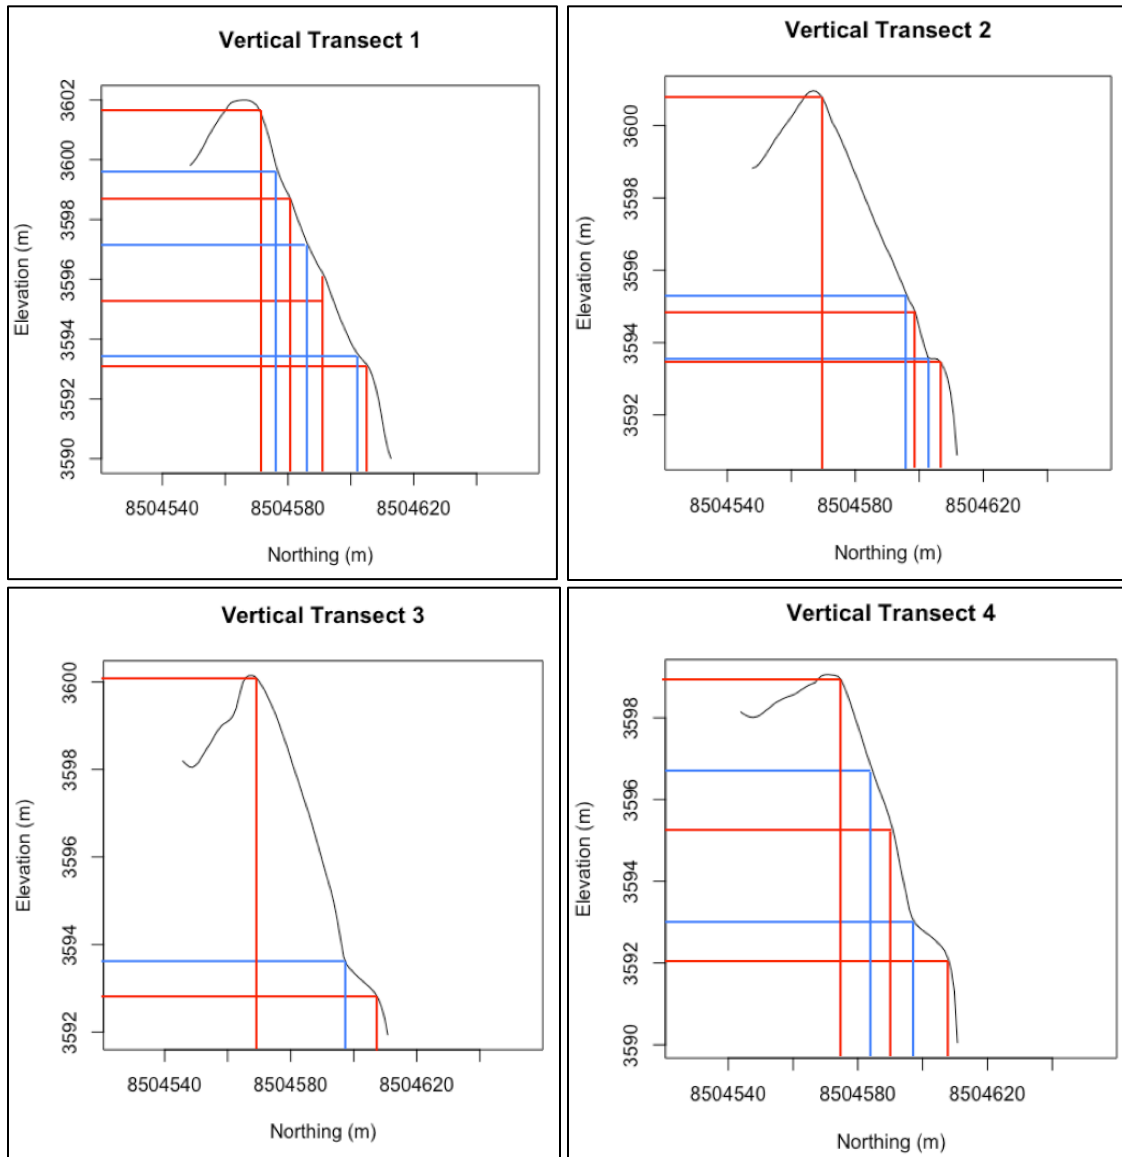 Vertical Transect 1
Elevation (m)
3602
3600
3598
3596
3594
3592
3590
8504540
8504580
8504620
Northing (m)
Vertical Transect 2
Elevation (m)
3600
3598
3596
3594
3592
8504540
8504580
8504620
Northing (m)
Vertical Transect 3
Elevation (m)
3600
3598
3596
3594
3592
8504540
8504580
8504620
Northing (m)
Vertical Transect 4
Elevation (m)
3598
3596
3594
3592
3590
8504540
8504580
8504620
Northing (m)